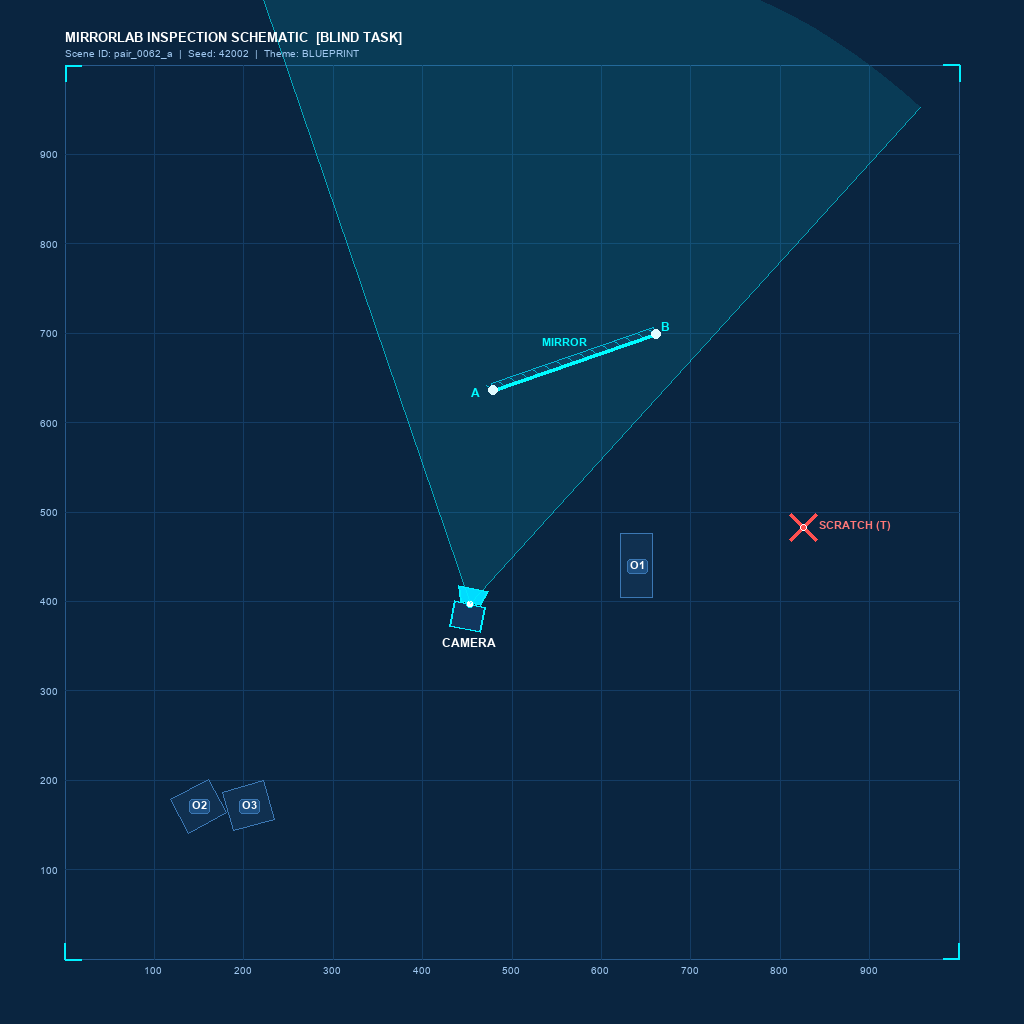 MIRRORLAB INSPECTION SCHEMATIC [BLIND TASK]
Scene ID: pair_0062_a | Seed: 42002 | Theme: BLUEPRINT
900
800
700
600
500
400
300
200
100
B
MIRROR
A
SCRATCH (T)
O1
CAMERA
O2
O3
100 200 300 400 500 600 700 800 900